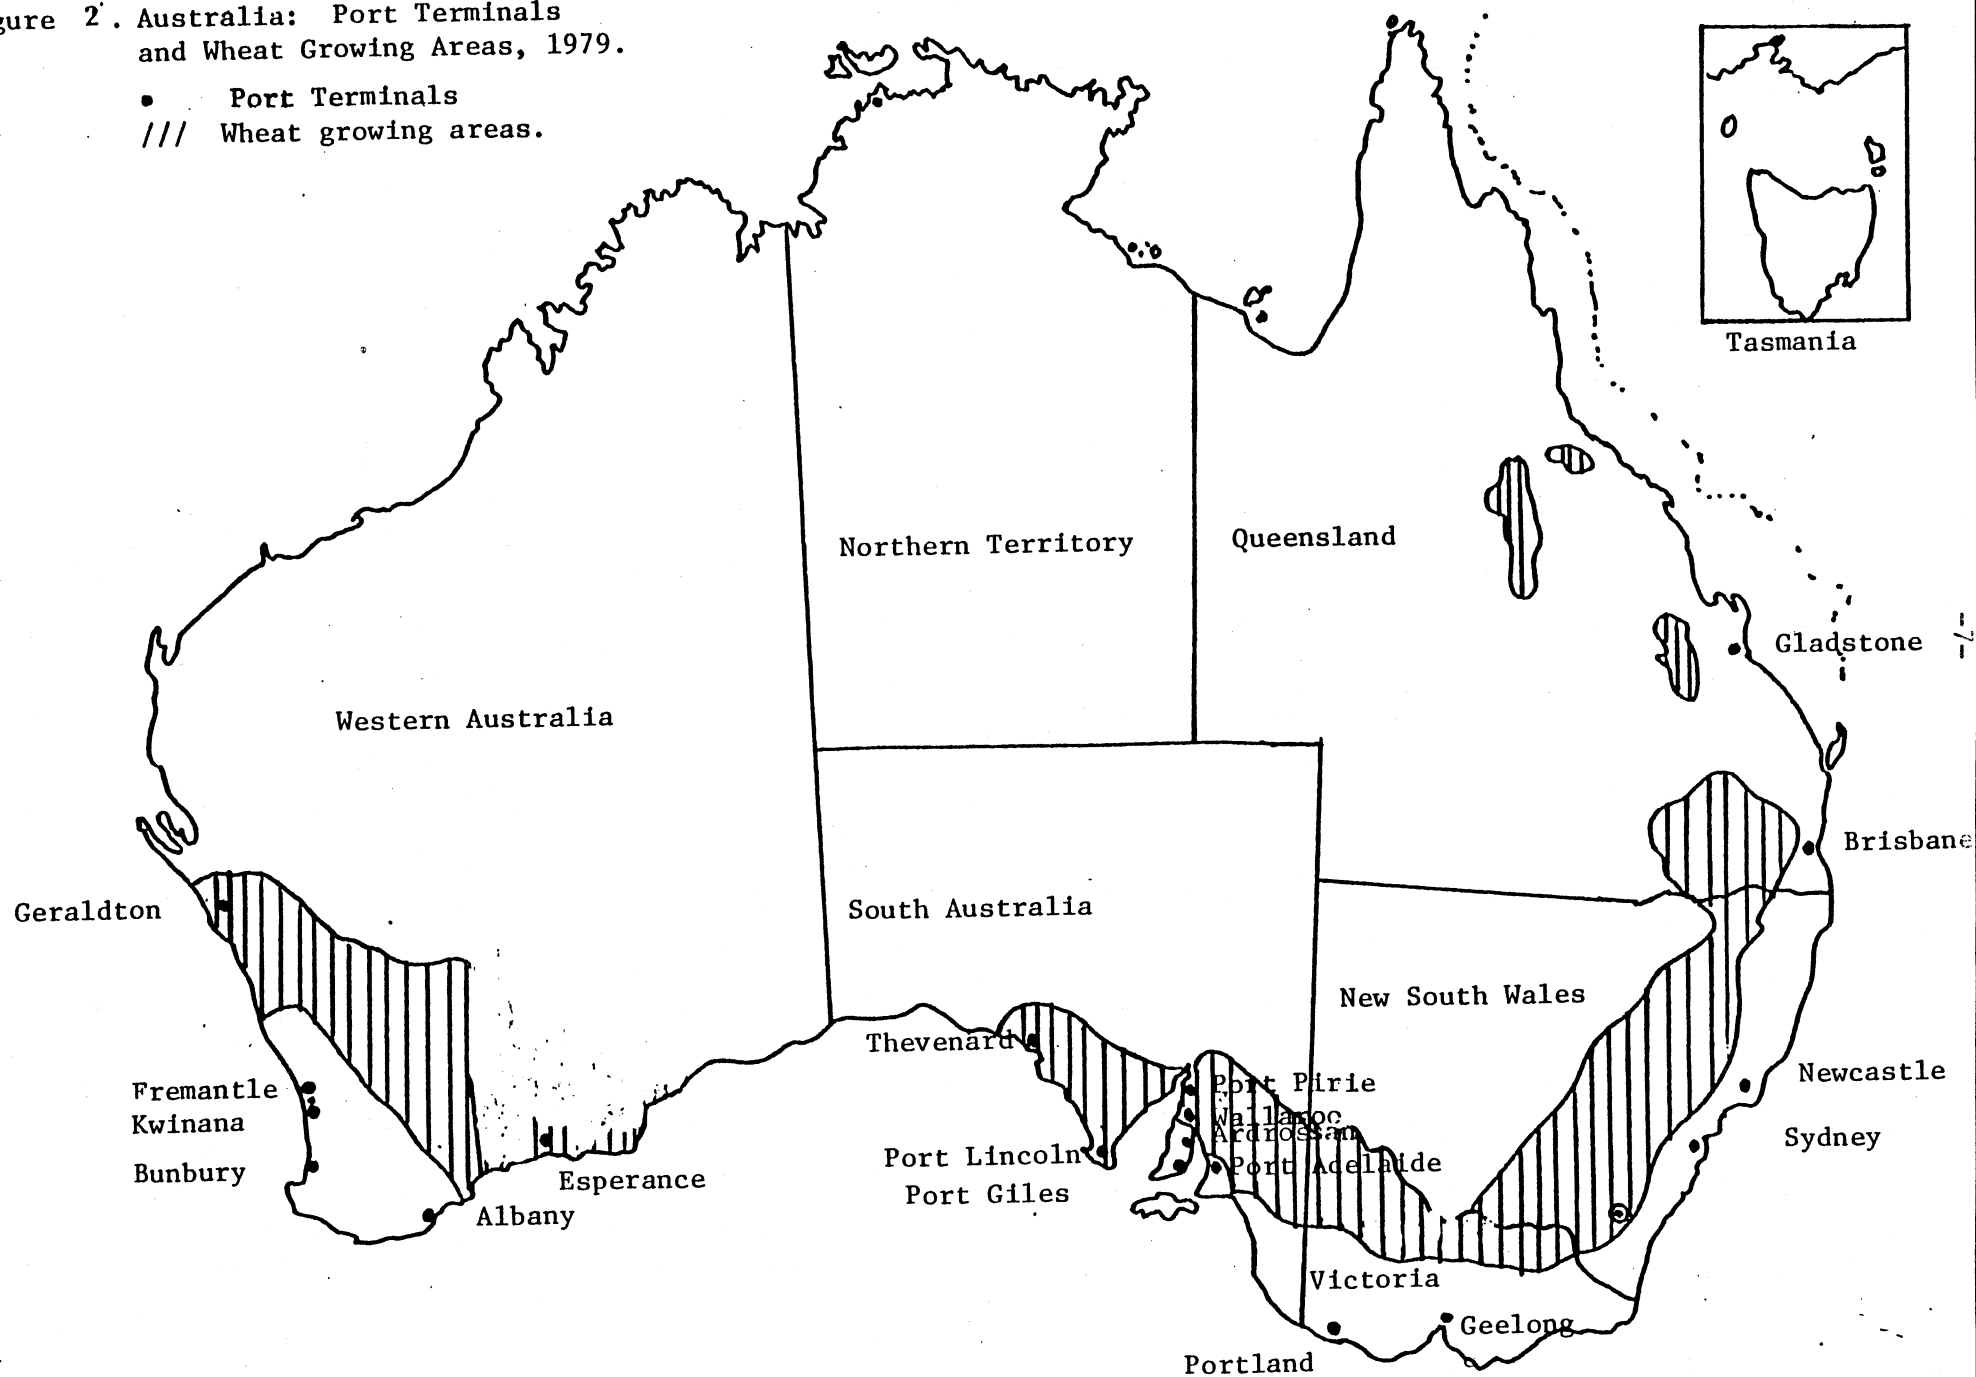 gure 2. Australia: Port Terminals
and Wheat Growing Areas, 1979.
• Port Terminals
/// Wheat growing areas.
Tasmania
Northern Territory
Queensland
Gladstone
-7-
Western Australia
Brisbane
Geraldton
South Australia
New South Wales
Thevenard
Newcastle
Port Pirie
Fremantle
Wallaroo
Kwinana
Ardrossan
Sydney
Port Lincoln
Port Adelaide
Bunbury
Esperance
Port Giles
Albany
Victoria
Geelong
Portland